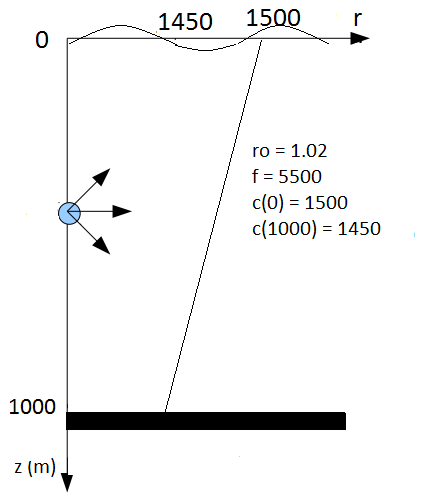 1450 1500 r
0
ro = 1.02
f = 5500
c(0) = 1500
c(1000) = 1450
1000
z (m)